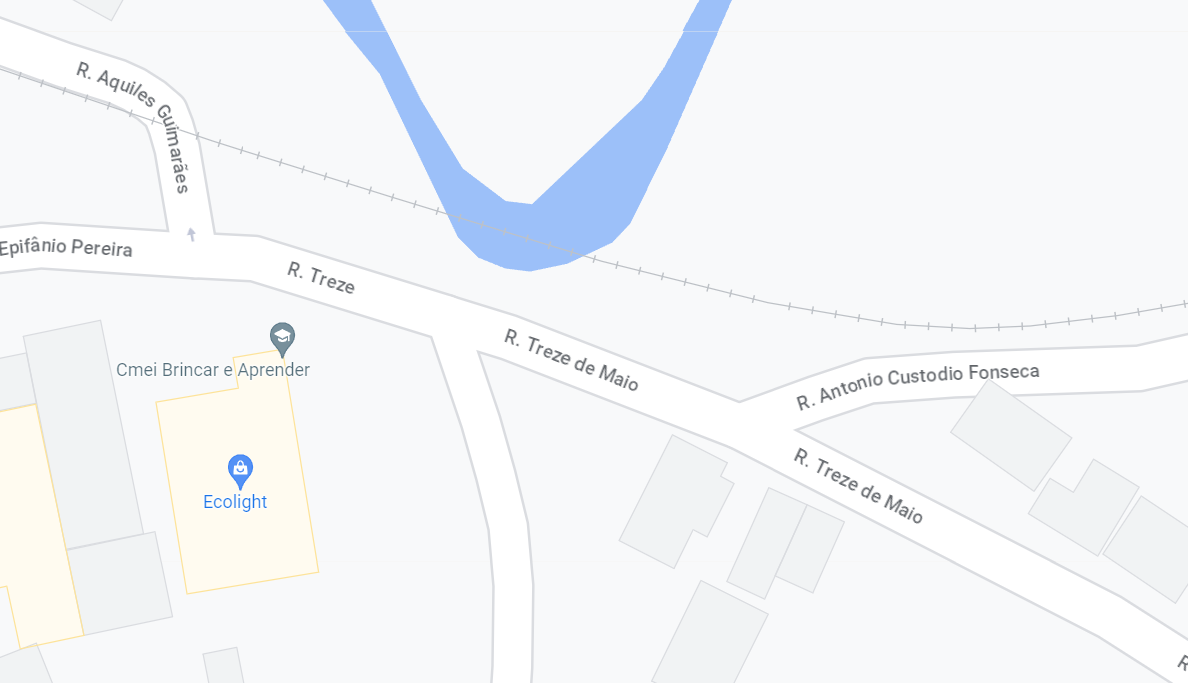 R. Aquiles Guimarães
Epifânio Pereira
R. Treze
R. Treze de Maio
Cmei Brincar e Aprender
R. Antonio Custodio Fonseca
R. Treze de Maio
Ecolight
R